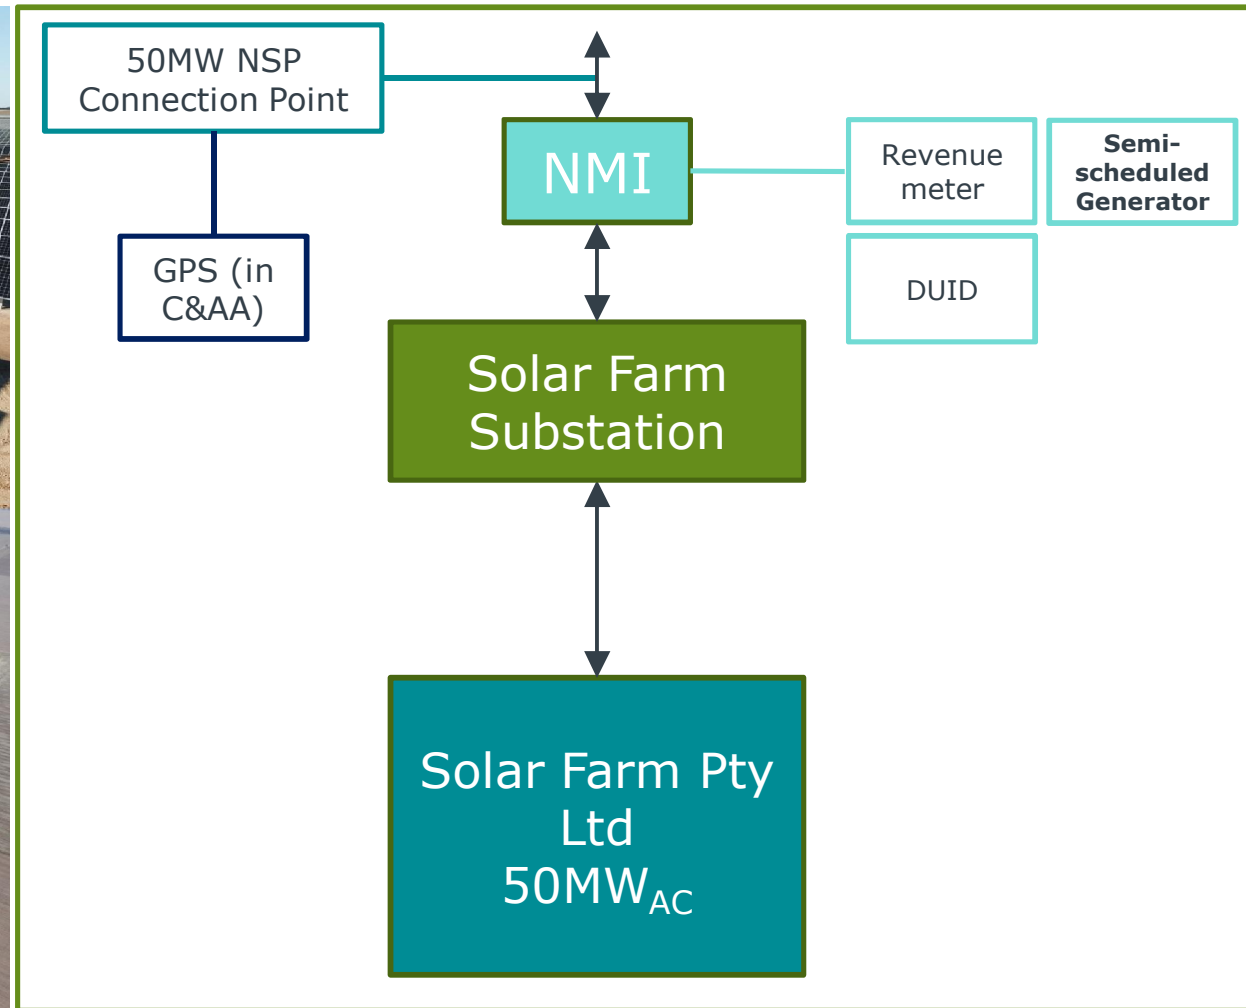 50MW NSP
Connection Point
NMI
Revenue
meter
Semi-
scheduled
Generator
GPS (in
C&AA)
DUID
Solar Farm
Substation
Solar Farm Pty
Ltd
50MWAC